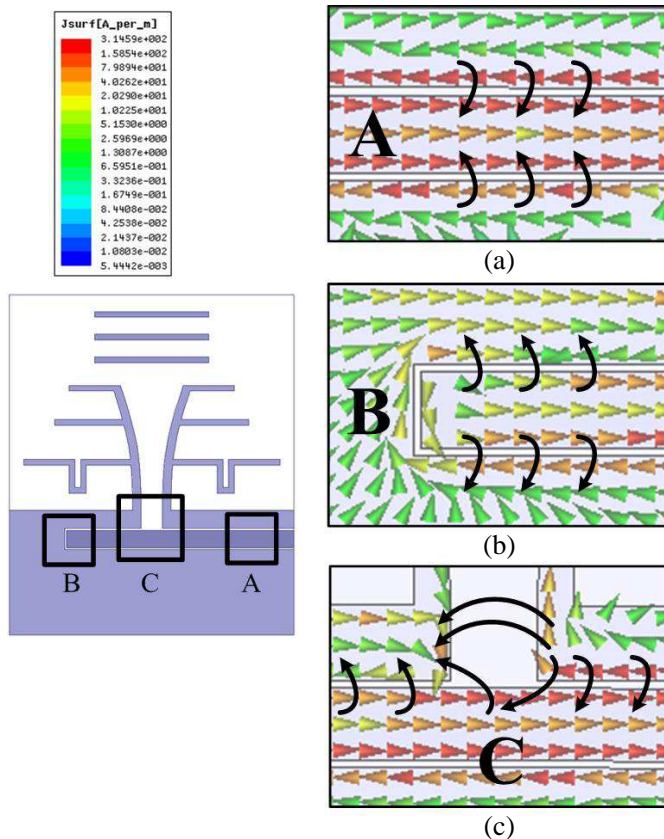 Jsurf[A_per_m]
3.1459e+002
1.5854e+002
7.9894e+001
4.0262e+001
2.0290e+001
1.0225e+001
5.1530e+000
2.5969e+000
1.3087e+000
6.5951e-001
3.3236e-001
1.6749e-001
8.4408e-002
4.2538e-002
2.1437e-002
1.0803e-002
5.4442e-003
A
(a)
B
(b)
B
C
A
C
(c)